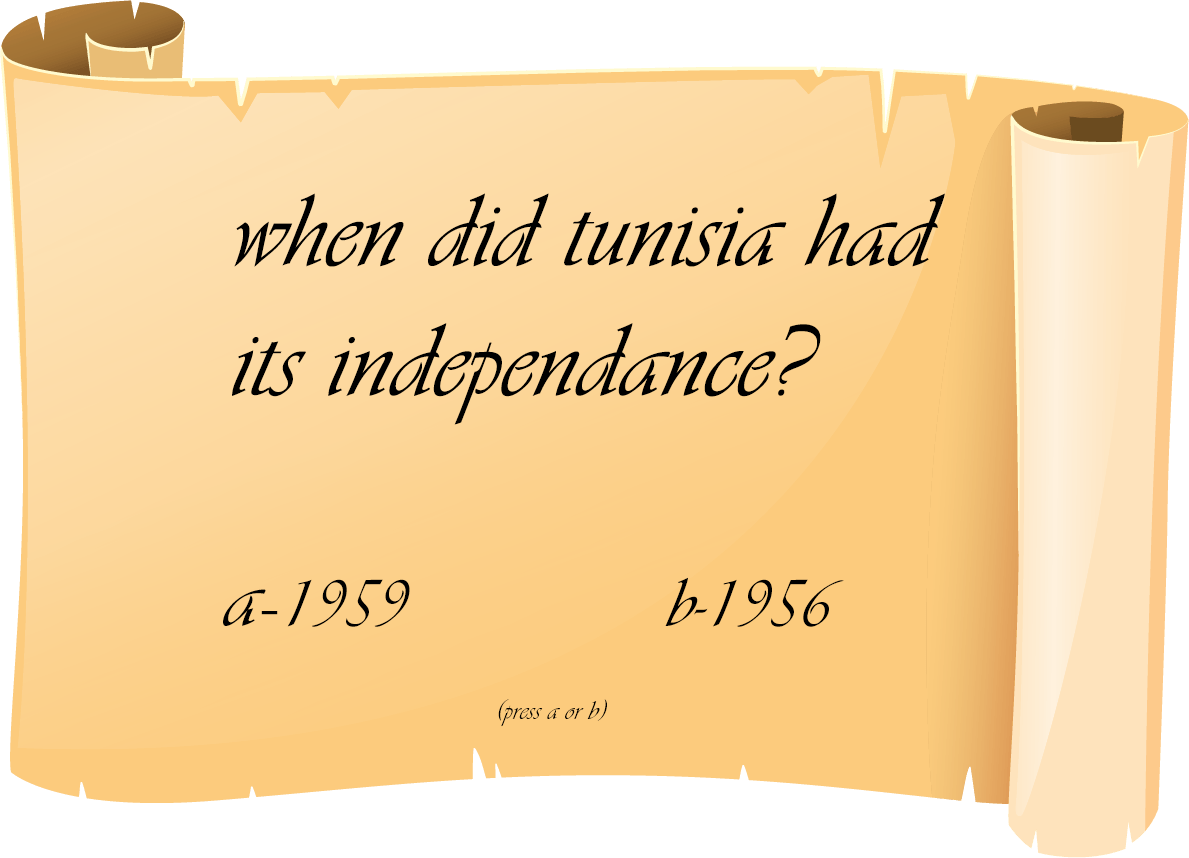 when did tunisia had
its independance?
a-1959 b-1956
(press a or b)